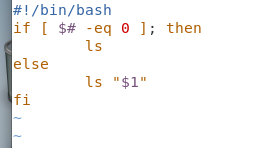 #!/bin/bash
if [ $# -eq 0 ]; then
        ls
else
        ls "$1"
fi
~
~